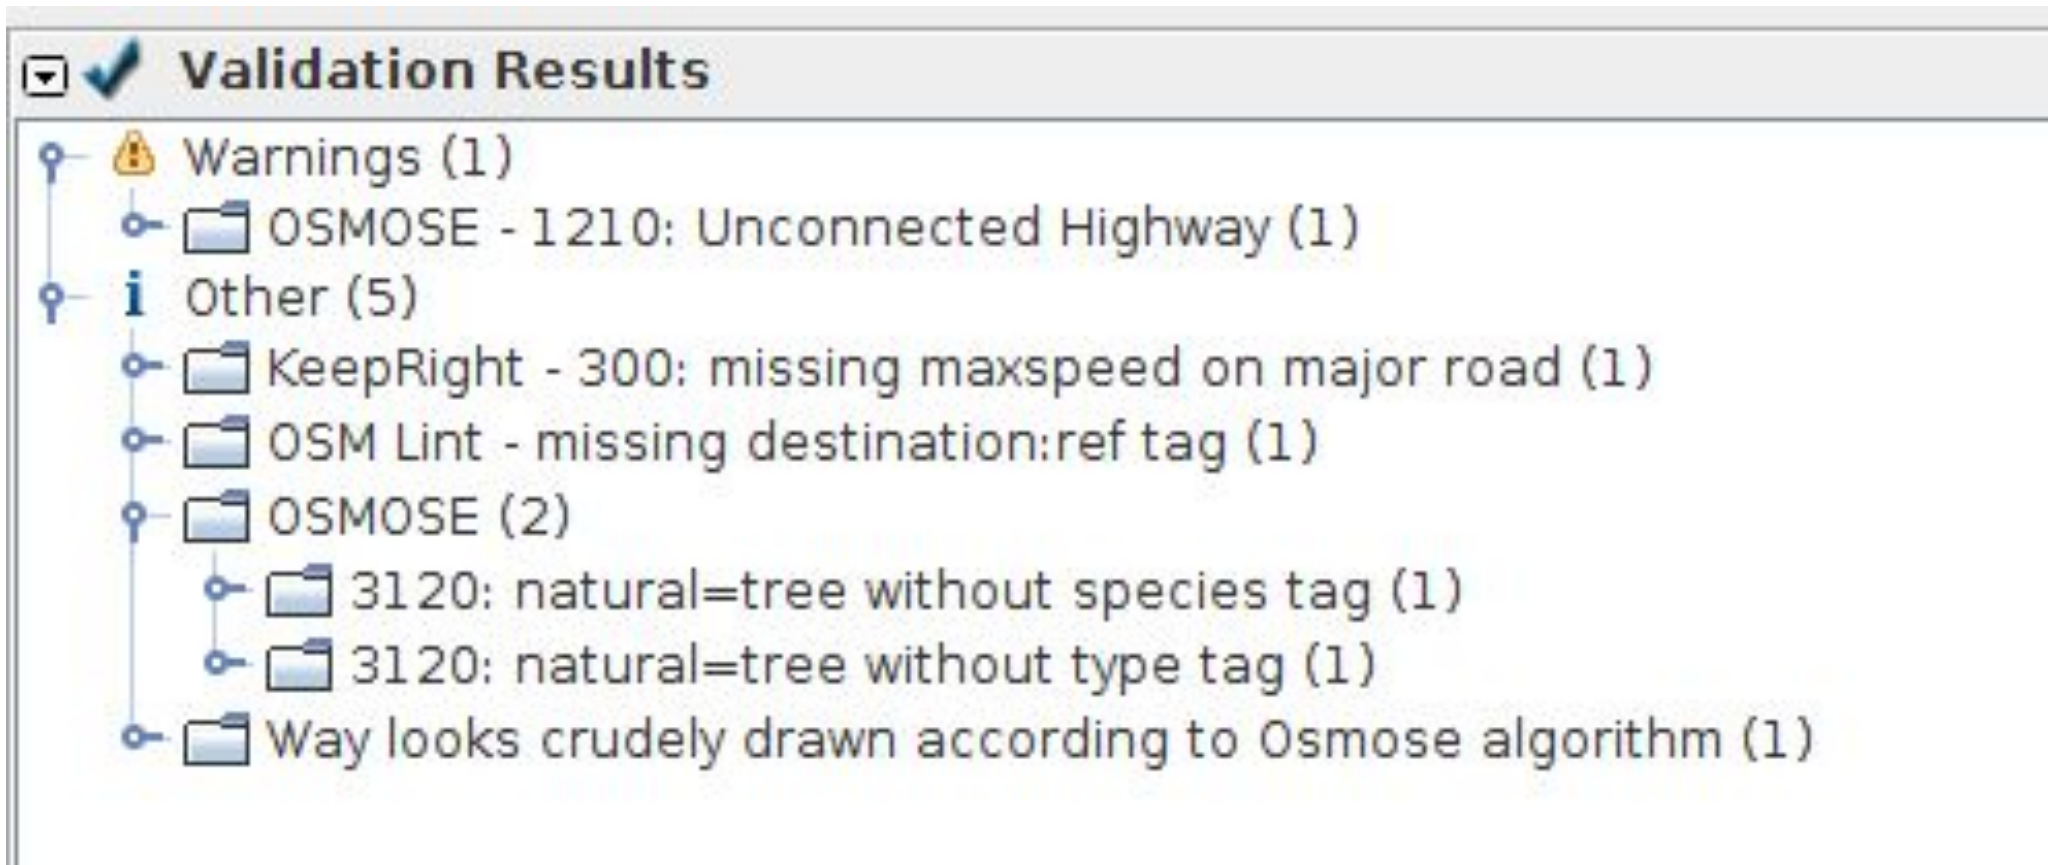 Validation Results
Warnings (1)
OSMOSE - 1210: Unconnected Highway (1)
Other (5)
KeepRight - 300: missing maxspeed on major road (1)
OSM Lint - missing destination:ref tag (1)
OSMOSE (2)
3120: natural=tree without species tag (1)
3120: natural=tree without type tag (1)
Way looks crudely drawn according to Osmose algorithm (1)